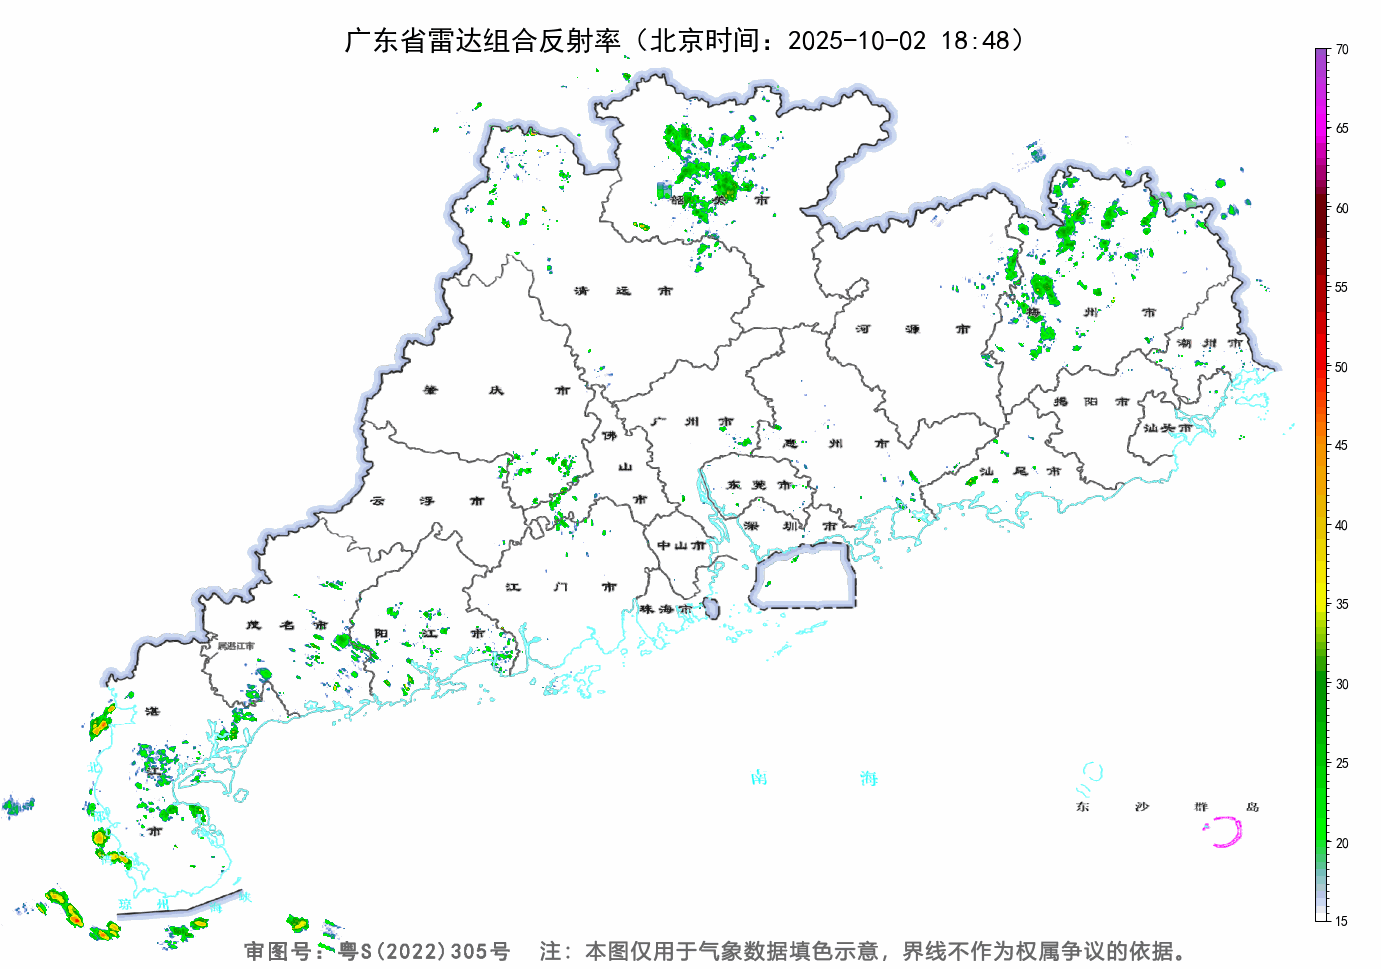 广东省雷达组合反射率（北京时间：2025-10-02 18:48）
70
65
60
55
50
45
40
35
30
25
20
15
韶关市
清远市
河源市
梅州市
潮州市
肇庆市
广州市
佛山市
惠州市
揭阳市
汕头市
汕尾市
云浮市
东莞市
深圳市
中山市
江门市
珠海市
茂名市
阳江市
属湛江市
湛江市
北部
南海
东沙群岛
琼州海峡
审图号：粤S(2022)305号 注：本图仅用于气象数据填色示意，界线不作为权属争议的依据。